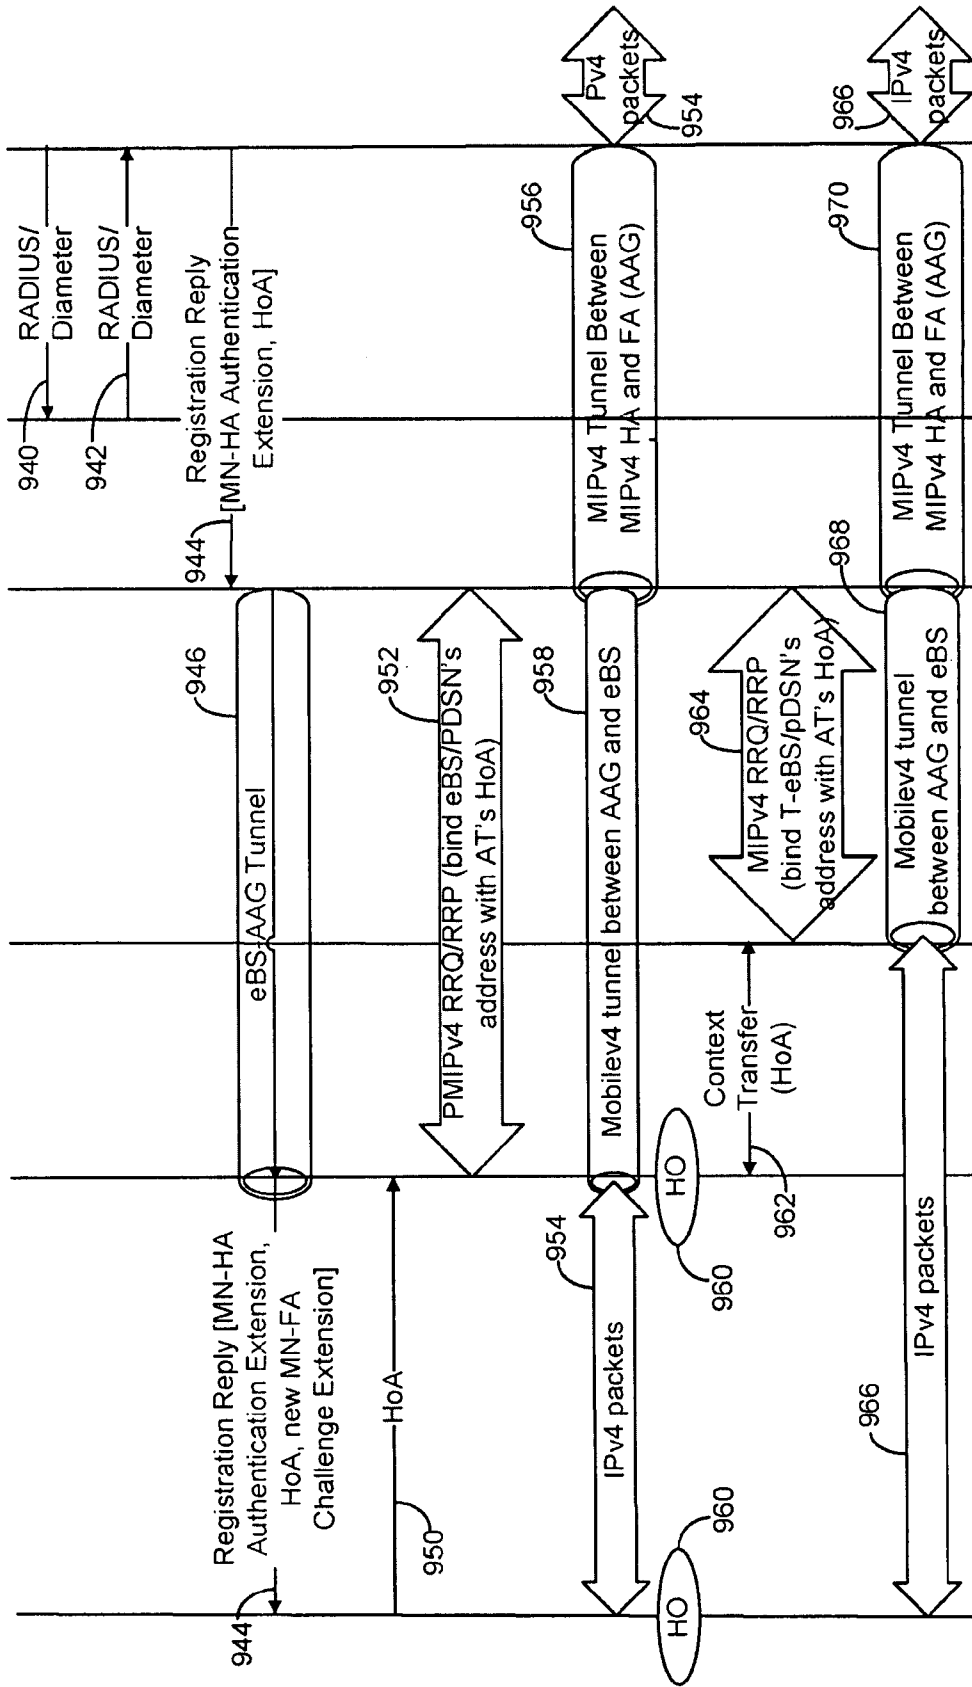 940
RADIUS/
Diameter
942
RADIUS/
Diameter
944
Registration Reply
[MN-HA Authentication
Extension, HoA]
944
Registration Reply [MN-HA
Authentication Extension,
HoA, new MN-FA
Challenge Extension]
946
eBS-AAG Tunnel
950
HoA
952
PMIPv4 RRQ/RRP (bind eBS/PDSN's
address with AT's HoA)
954
IPv4 packets
958
Mobilev4 tunnel between AAG and eBS
956
MIPv4 Tunnel Between
MIPv4 HA and FA (AAG)
Pv4
packets
954
960
HO
HO
960
962
Context
Transfer
(HoA)
964
MIPv4 RRQ/RRP
(bind T-eBS/pDSN's
address with AT's HoA)
966
IPv4 packets
968
Mobilev4 tunnel
between AAG and eBS
970
MIPv4 Tunnel Between
MIPv4 HA and FA (AAG)
966
IPv4
packets